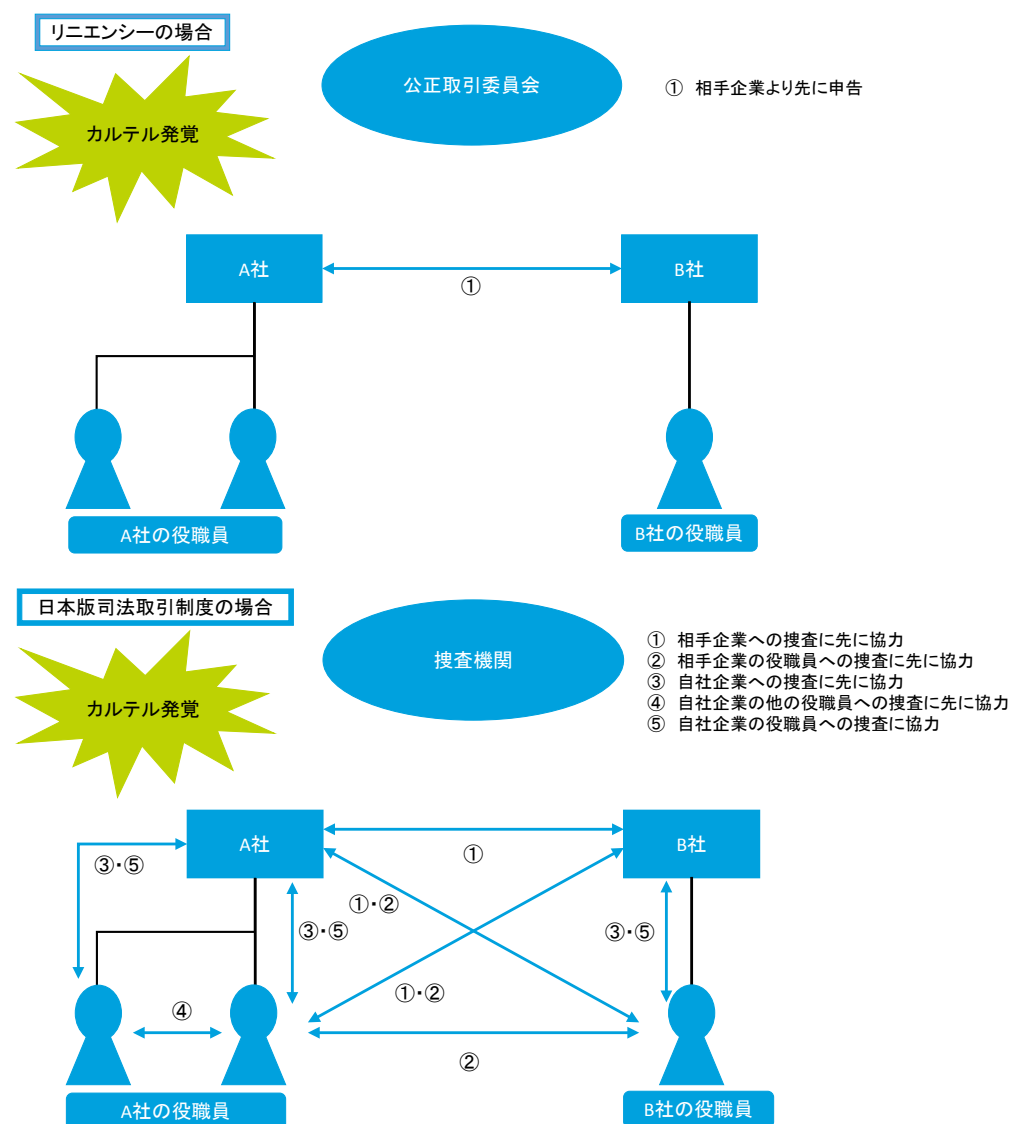 リニエンシーの場合
公正取引委員会
① 相手企業より先に申告
カルテル発覚
A社
B社
①
A社の役職員
B社の役職員
日本版司法取引制度の場合
捜査機関
① 相手企業への捜査に先に協力
② 相手企業の役職員への捜査に先に協力
③ 自社企業への捜査に先に協力
④ 自社企業の他の役職員への捜査に先に協力
⑤ 自社企業の役職員への捜査に協力
カルテル発覚
A社
B社
①
③・⑤
①・②
③・⑤
③・⑤
①・②
④
②
A社の役職員
B社の役職員